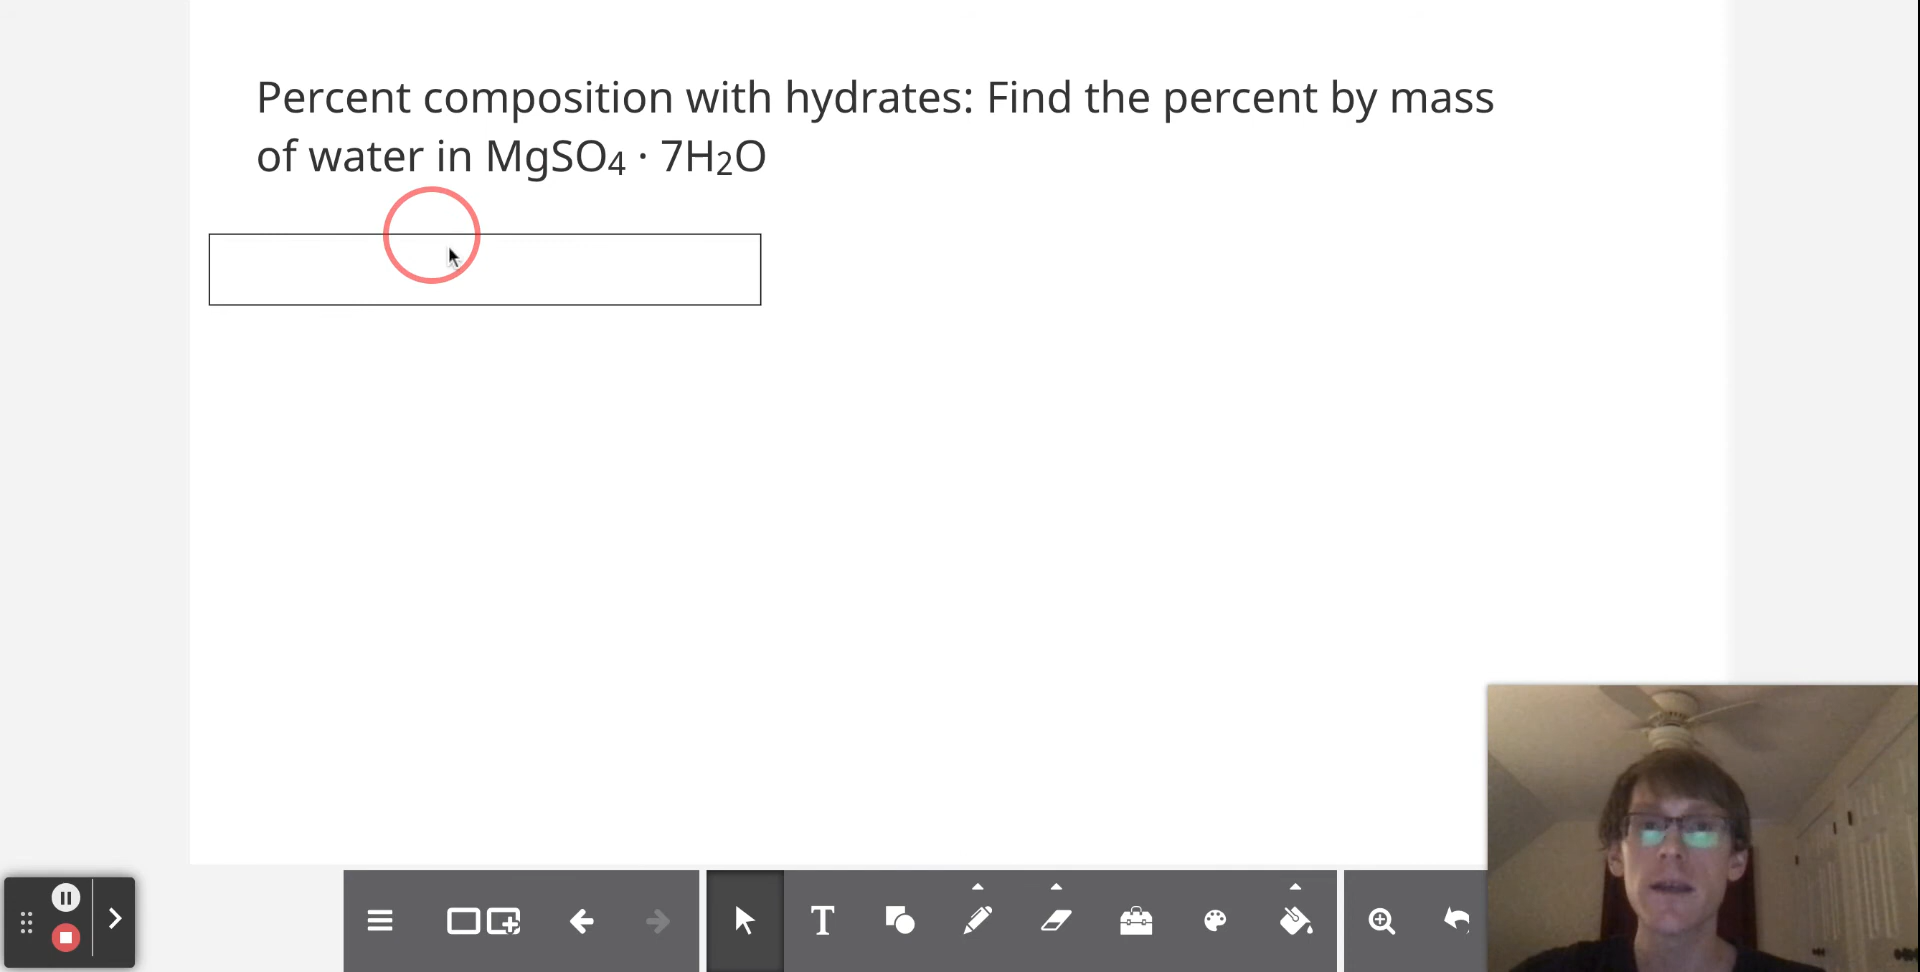 Percent composition with hydrates: Find the percent by mass
of water in MgSO₄ · 7H₂O
T